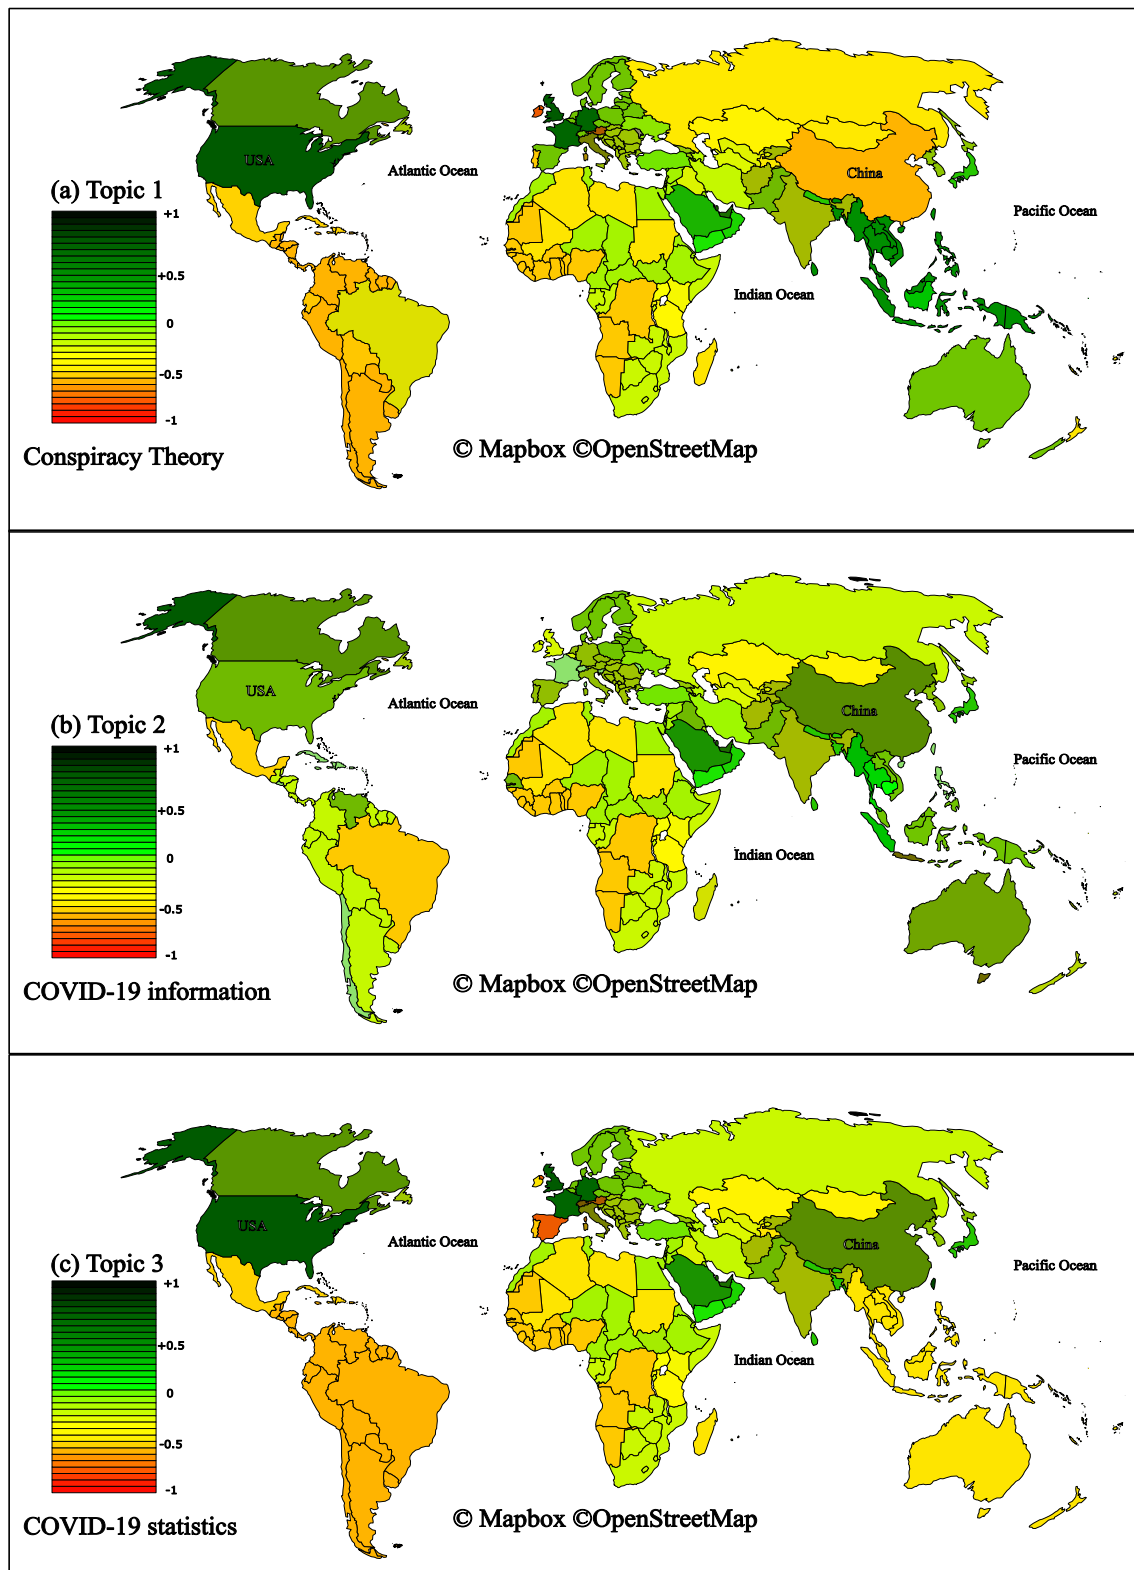 USA
Atlantic Ocean
China
(a) Topic 1
Pacific Ocean
+1
+0.5
Indian Ocean
0
-0.5
-1
Conspiracy Theory
© Mapbox ©OpenStreetMap
USA
Atlantic Ocean
China
(b) Topic 2
+1
Pacific Ocean
+0.5
0
Indian Ocean
-0.5
-1
COVID-19 information
© Mapbox ©OpenStreetMap
USA
Atlantic Ocean
China
(c) Topic 3
Pacific Ocean
+1
+0.5
Indian Ocean
0
-0.5
-1
COVID-19 statistics
© Mapbox ©OpenStreetMap